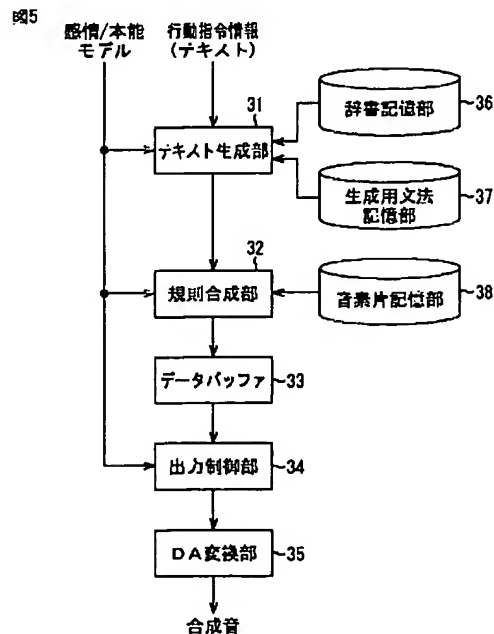 図5
感情/本能
モデル
行動指令情報
(テキスト)
31
テキスト生成部
辞書記憶部
36
生成用文法
記憶部
37
32
規則合成部
音素片記憶部
38
データバッファ
33
出力制御部
34
DA変換部
35
合成音